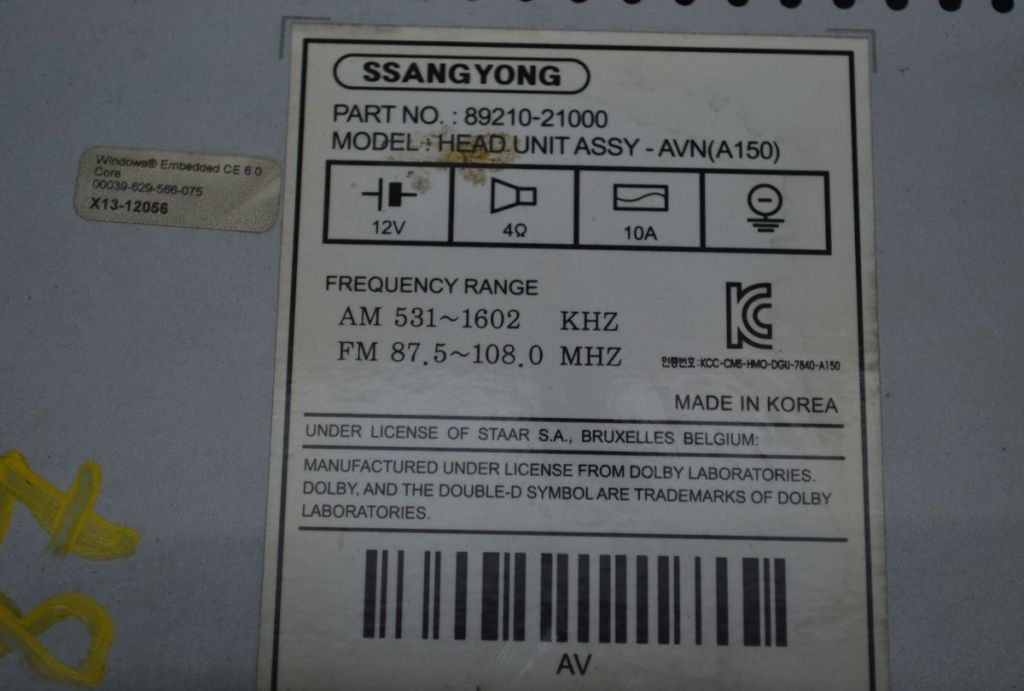 SSANGYONG
PART NO. : 89210-21000
MODEL : HEAD UNIT ASSY - AVN(A150)
12V 4Ω 10A
Windows® Embedded CE 6.0
Core
00039-629-566-075
X13-12056
FREQUENCY RANGE
AM 531~1602 KHZ
FM 87.5~108.0 MHZ
인증번호:KCC-CMS-HMO-DGU-7840-A150
MADE IN KOREA
UNDER LICENSE OF STAAR S.A., BRUXELLES BELGIUM:
MANUFACTURED UNDER LICENSE FROM DOLBY LABORATORIES.
DOLBY, AND THE DOUBLE-D SYMBOL ARE TRADEMARKS OF DOLBY
LABORATORIES.
AV